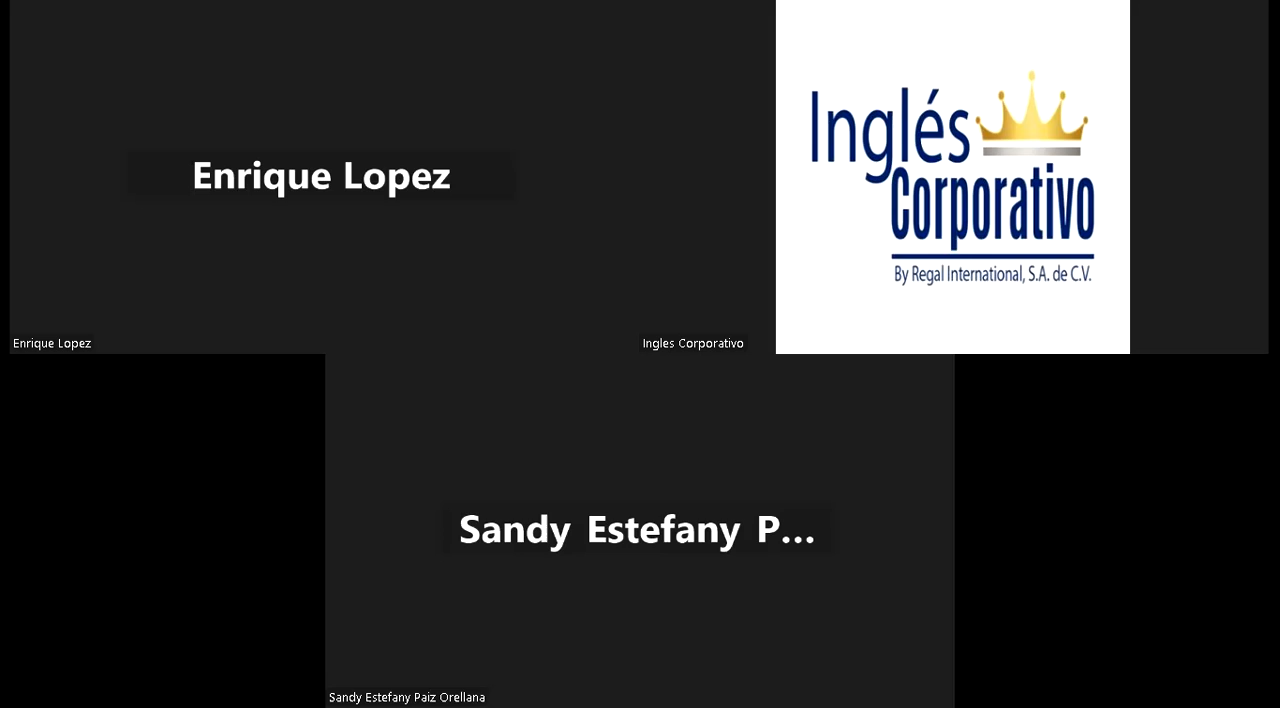 Enrique Lopez
Enrique Lopez
Inglés
Corporativo
By Regal International, S.A. de C.V.
Ingles Corporativo
Sandy Estefany P...
Sandy Estefany Paiz Orellana